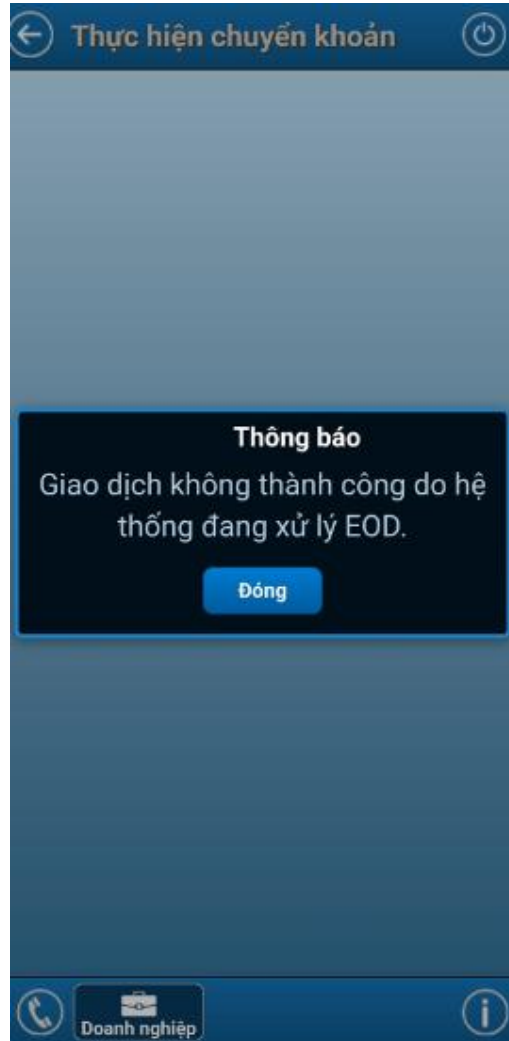 Thực hiện chuyển khoản
Thông báo
Giao dịch không thành công do hệ
thống đang xử lý EOD.
Đóng
Doanh nghiệp